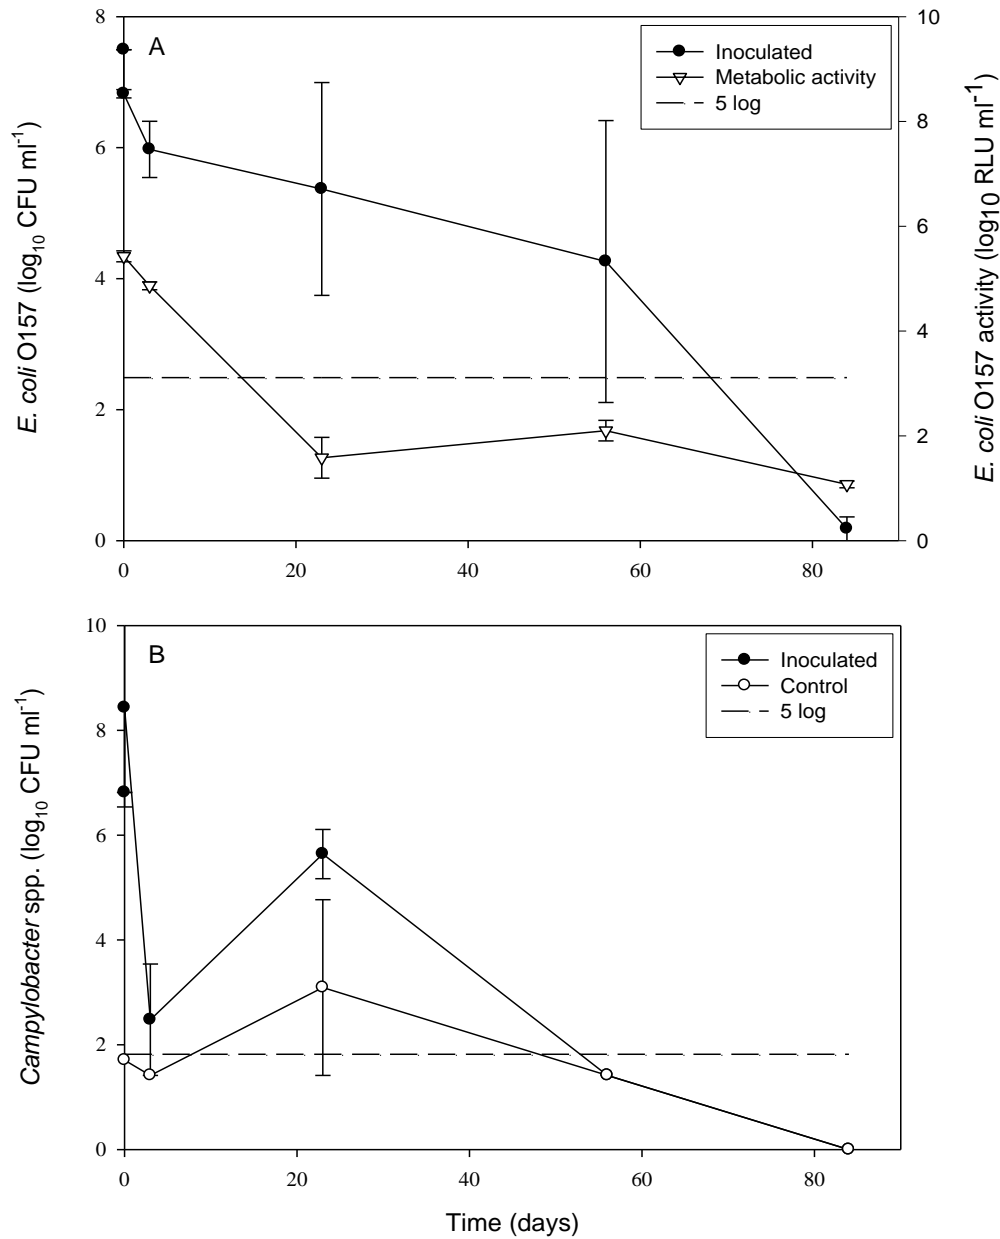 8
10
A
Inoculated
Metabolic activity
5 log
6
8
4
6
4
2
2
0
0
0
20
40
60
80
E. coli O157 (log10 CFU ml-1)
E. coli O157 activity (log10 RLU ml-1)
10
B
Inoculated
Control
5 log
8
6
4
2
0
0
20
40
60
80
Campylobacter spp. (log10 CFU ml-1)
Time (days)